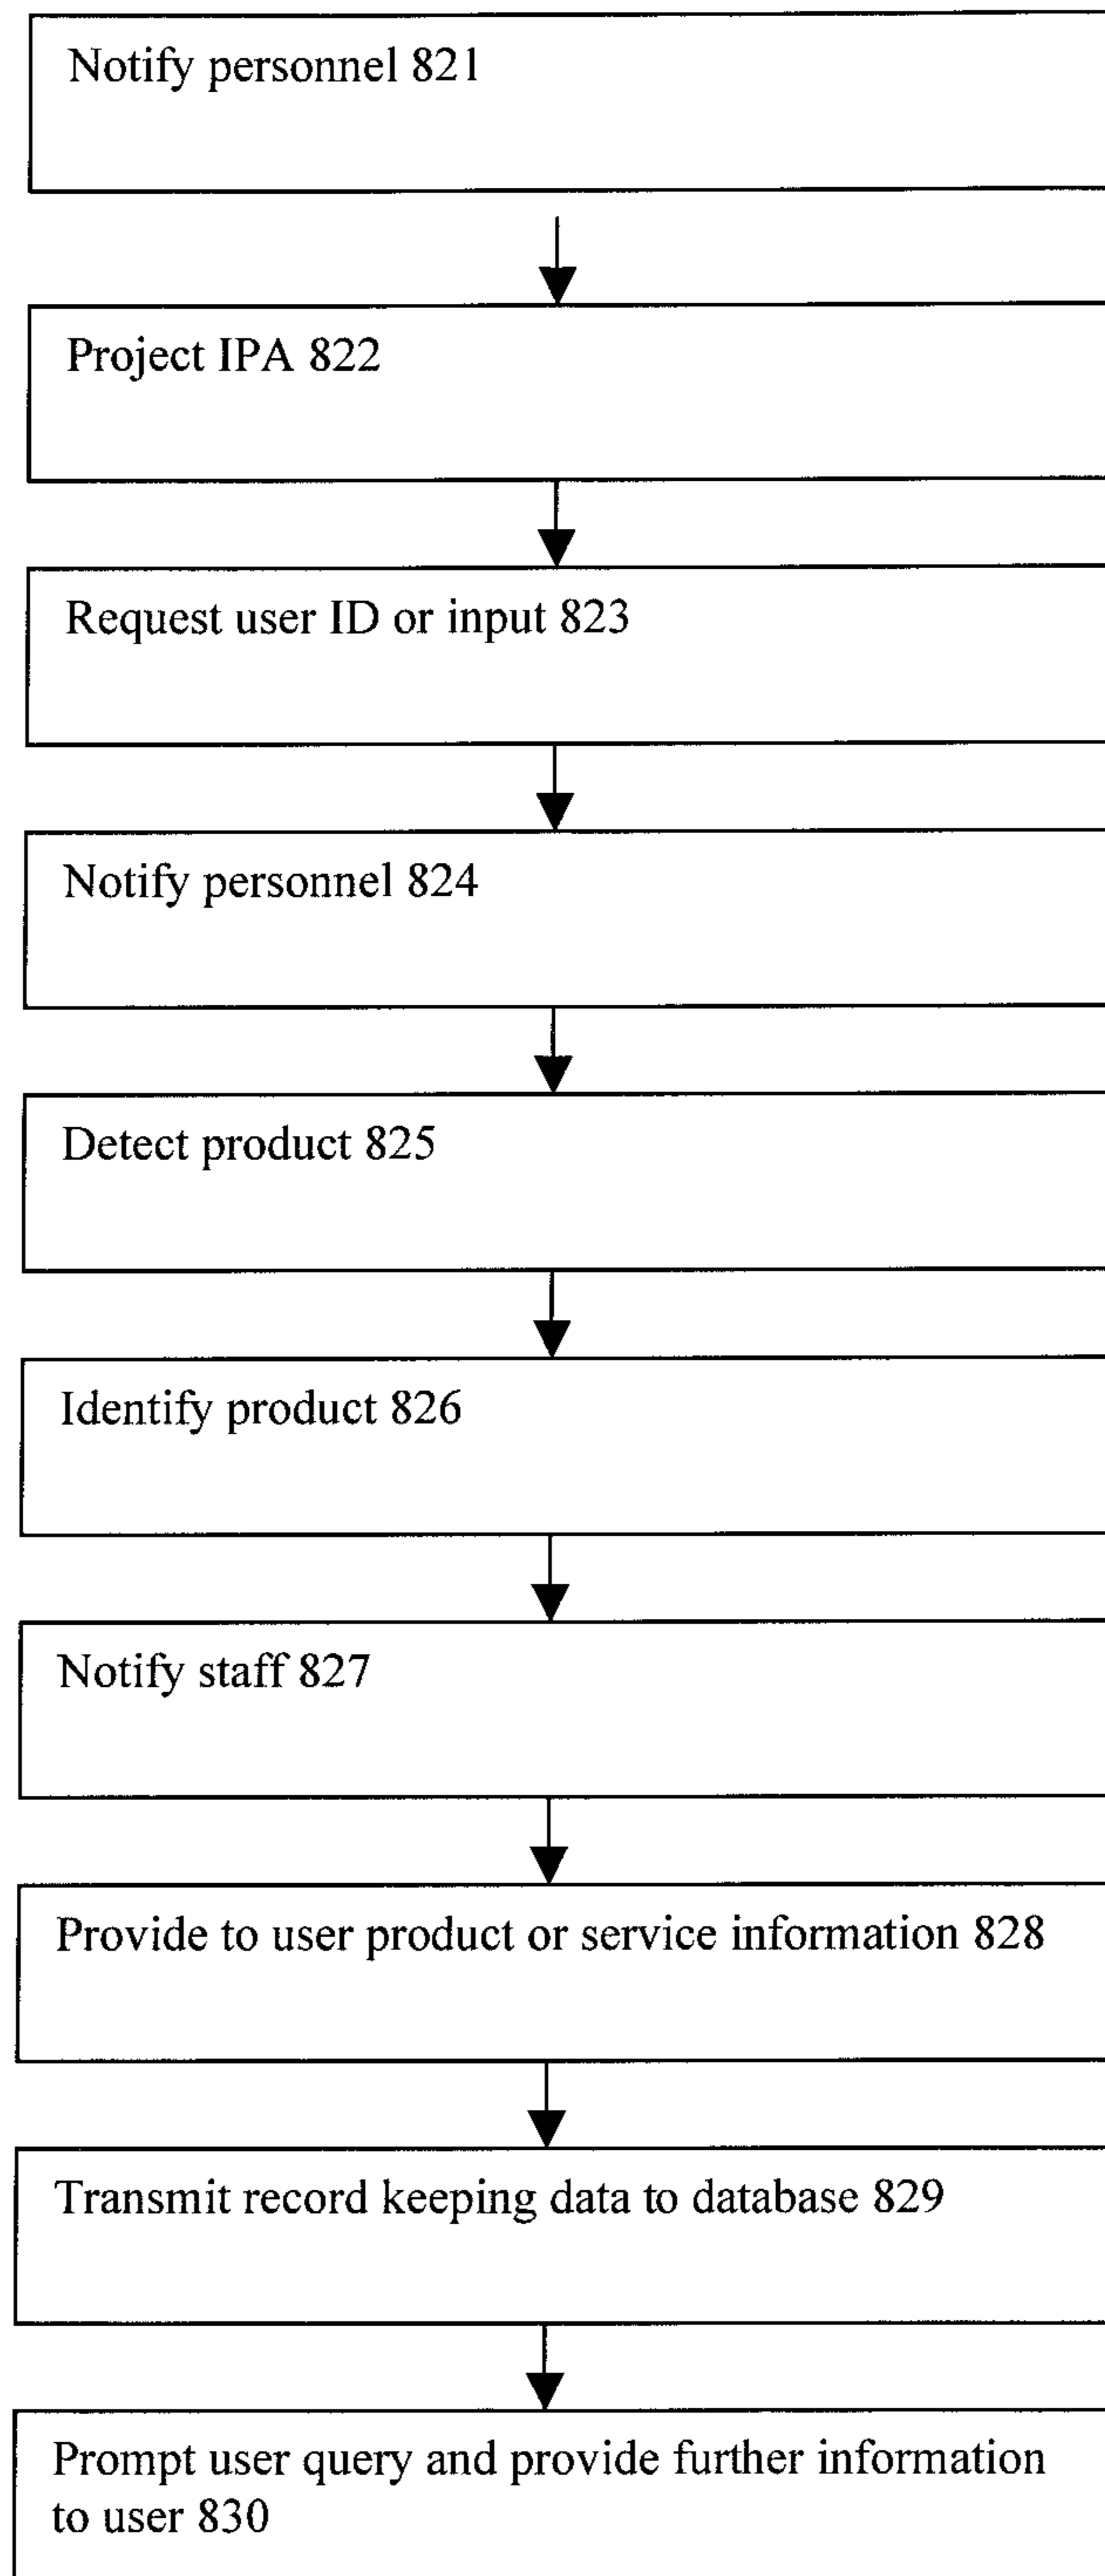 Notify personnel 821
Project IPA 822
Request user ID or input 823
Notify personnel 824
Detect product 825
Identify product 826
Notify staff 827
Provide to user product or service information 828
Transmit record keeping data to database 829
Prompt user query and provide further information
to user 830